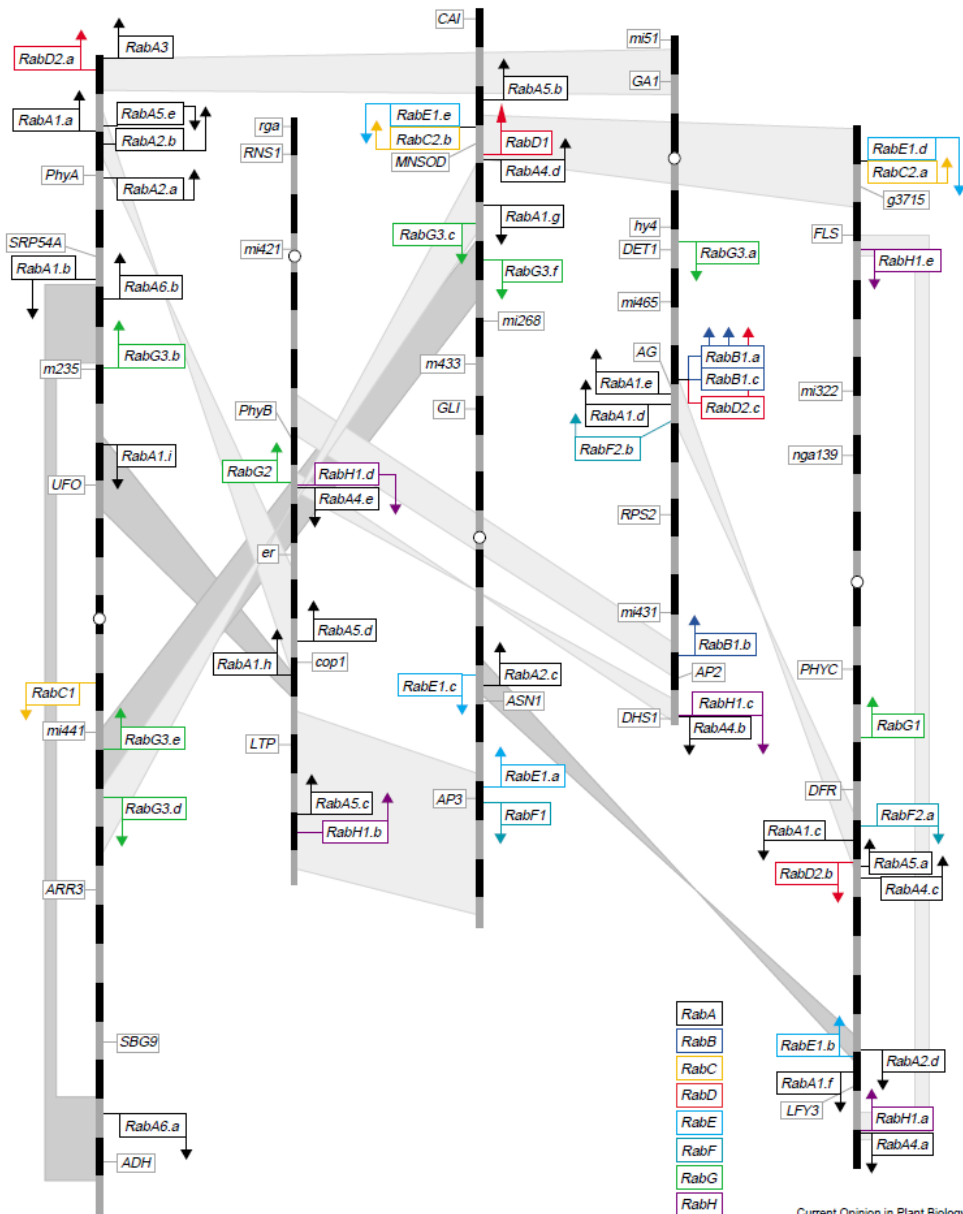 CAI
RabD2.a
RabA3
mi51
GA1
RabA5.b
RabA1.a
RabA5.e
RabA2.b
rga
RabE1.e
RabC2.b
RabD1
RabE1.d
RabC2.a
RNS1
MNSOD
RabA4.d
PhyA
RabA2.a
g3715
RabA1.g
SRP54A
mi421
RabG3.c
hy4
DET1
RabG3.a
FLS
RabA1.b
RabA6.b
RabG3.f
RabH1.e
mi465
mi268
RabG3.b
m235
m433
AG
RabB1.a
RabA1.e
RabB1.c
mi322
PhyB
GLI
RabA1.d
RabD2.c
RabF2.b
RabA1.i
nga139
UFO
RabG2
RabH1.d
RabA4.e
RPS2
er
mi431
RabA5.d
RabB1.b
RabA1.h
cop1
RabA2.c
AP2
PHYC
RabC1
RabE1.c
ASN1
RabH1.c
mi441
RabG3.e
LTP
DHS1
RabA4.b
RabG1
RabE1.a
AP3
DFR
RabG3.d
RabA5.c
RabF1
RabF2.a
RabH1.b
RabA1.c
RabA5.a
RabD2.b
RabA4.c
ARR3
RabA
SBG9
RabB
RabE1.b
RabC
RabA2.d
RabA1.f
RabD
LFY3
RabE
RabA6.a
RabH1.a
RabF
RabA4.a
ADH
RabG
RabH
Current Opinion in Plant Biology